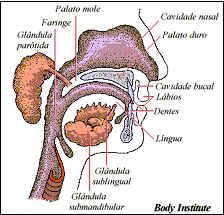 Palato mole
Faringe
Glândula
parótida
Cavidade nasal
Palato duro
Cavidade bucal
Lábios
Dentes
Língua
Glândula
sublingual
Glândula
submandibular
Body Institute